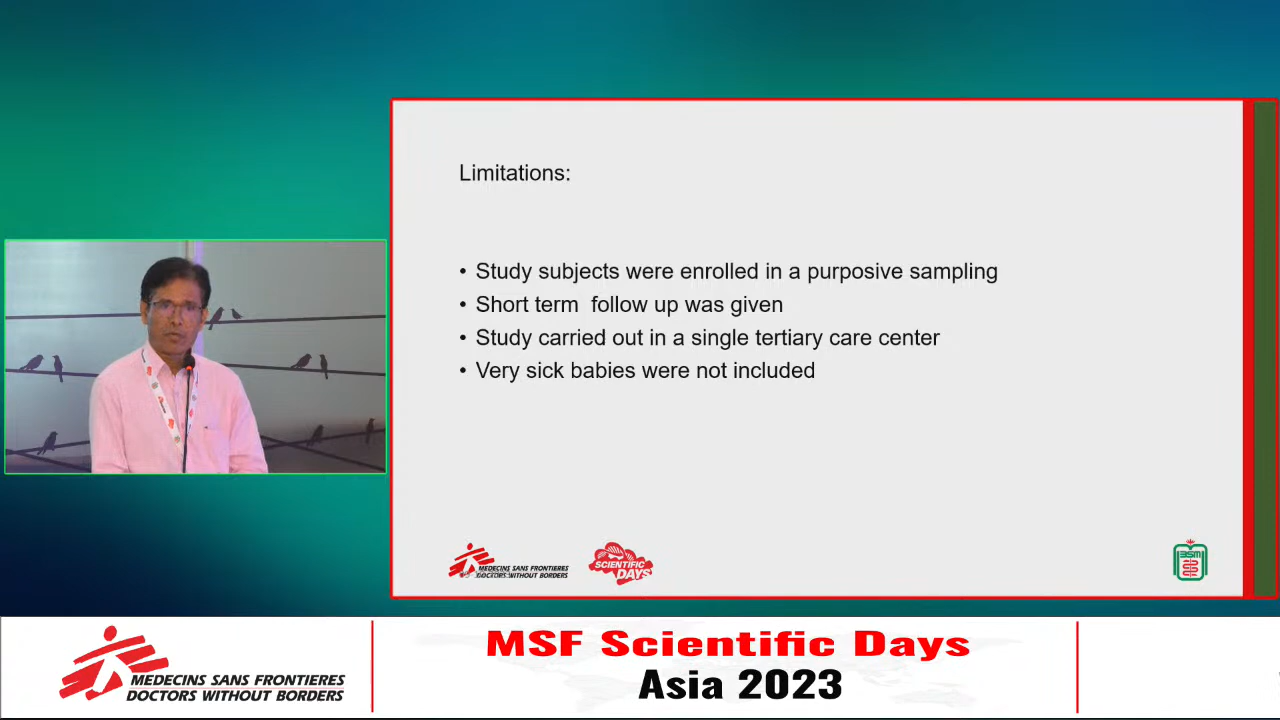 Limitations:
• Study subjects were enrolled in a purposive sampling
• Short term follow up was given
• Study carried out in a single tertiary care center
• Very sick babies were not included
MEDECINS SANS FRONTIERES
DOCTORS WITHOUT BORDERS
SCIENTIFIC
DAYS
BSM
MEDECINS SANS FRONTIERES
DOCTORS WITHOUT BORDERS
MSF Scientific Days
Asia 2023